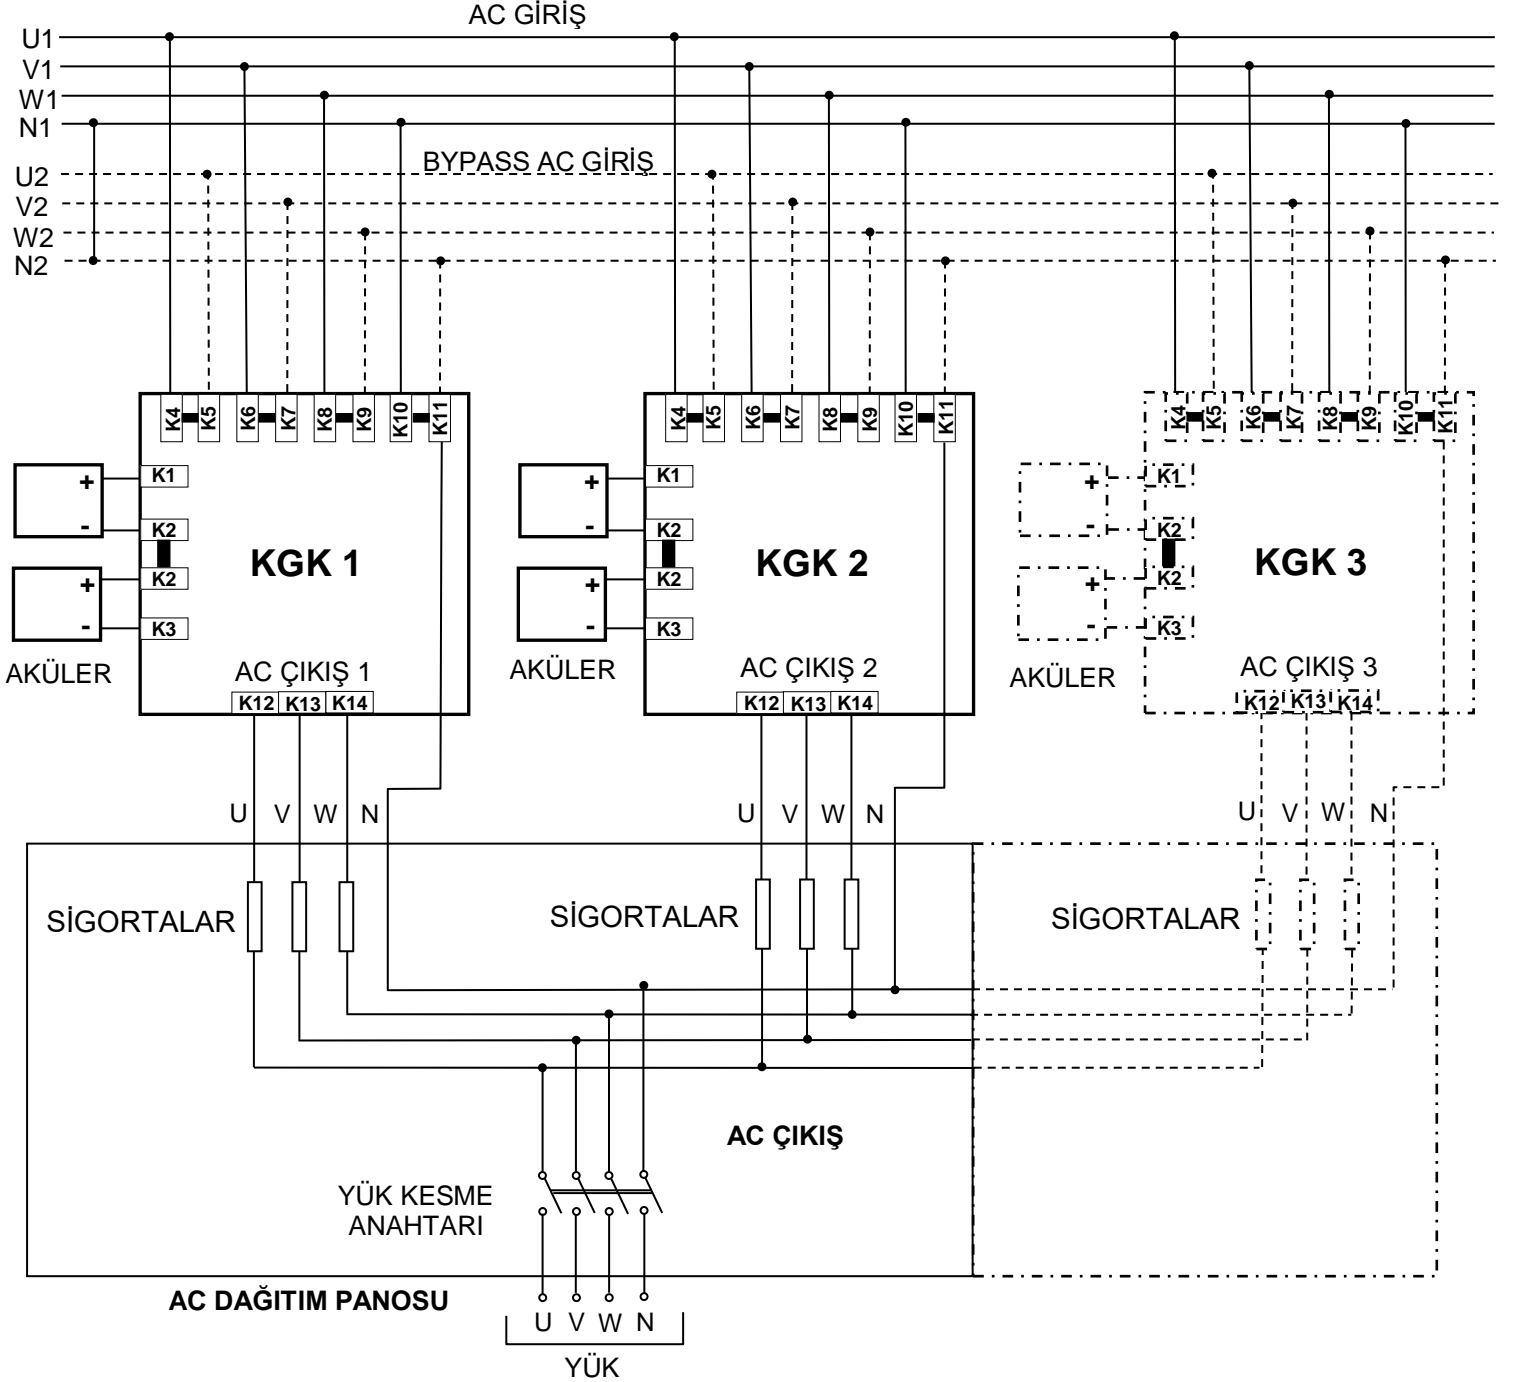 AC GİRİŞ
U1
V1
W1
N1
BYPASS AC GİRİŞ
U2
V2
W2
N2
K4 K5 K6 K7 K8 K9 K10 K11
K4 K5 K6 K7 K8 K9 K10 K11
K4 K5 K6 K7 K8 K9 K10 K11
+ K1
- K2
+ K2
- K3
KGK 1
AKÜLER
AC ÇIKIŞ 1
K12 K13 K14
+ K1
- K2
+ K2
- K3
KGK 2
AKÜLER
AC ÇIKIŞ 2
K12 K13 K14
+ K1
- K2
+ K2
- K3
KGK 3
AKÜLER
AC ÇIKIŞ 3
K12 K13 K14
U V W N
U V W N
U V W N
SİGORTALAR
SİGORTALAR
SİGORTALAR
AC ÇIKIŞ
YÜK KESME
ANAHTARI
AC DAĞITIM PANOSU
U V W N
YÜK